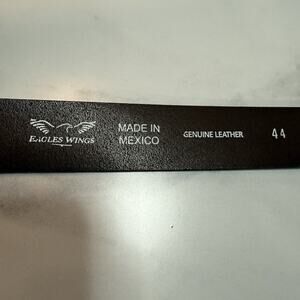 EAGLES WINGS
MADE IN
MEXICO
GENUINE LEATHER
44